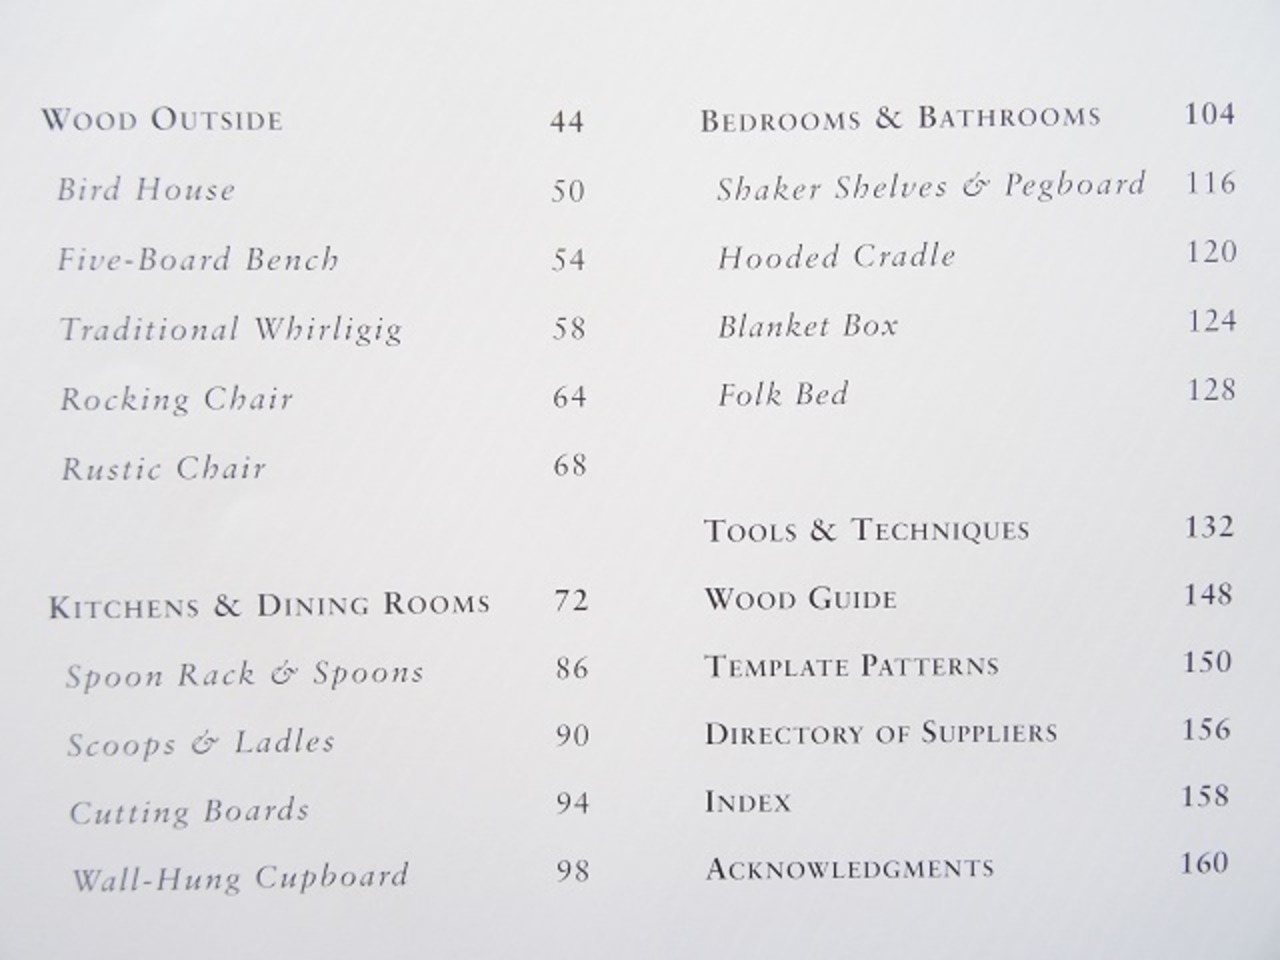 WOOD OUTSIDE 44
Bird House 50
Five-Board Bench 54
Traditional Whirligig 58
Rocking Chair 64
Rustic Chair 68
KITCHENS & DINING ROOMS 72
Spoon Rack & Spoons 86
Scoops & Ladles 90
Cutting Boards 94
Wall-Hung Cupboard 98
BEDROOMS & BATHROOMS 104
Shaker Shelves & Pegboard 116
Hooded Cradle 120
Blanket Box 124
Folk Bed 128
TOOLS & TECHNIQUES 132
WOOD GUIDE 148
TEMPLATE PATTERNS 150
DIRECTORY OF SUPPLIERS 156
INDEX 158
ACKNOWLEDGMENTS 160